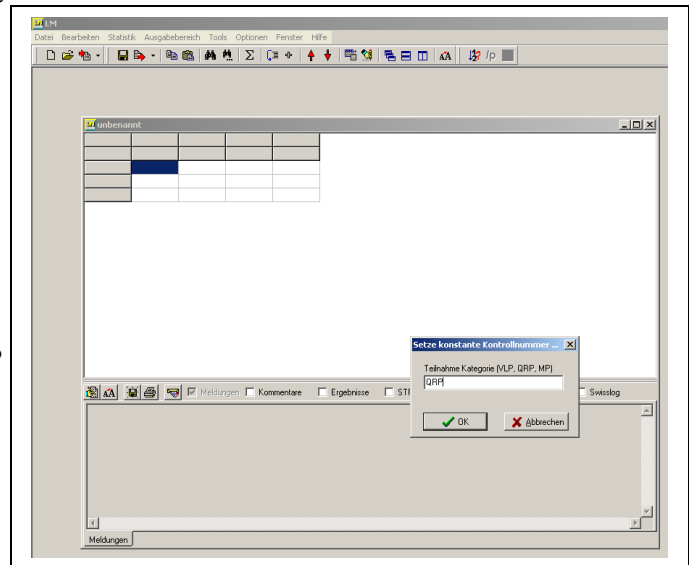 LM
Datei Bearbeiten Statistik Ausgabebereich Tools Optionen Fenster Hilfe
/p
unbenannt
Setze konstante Kontrollnummer ...
Teilnahme Kategorie (VLP, QRP, MP)
QRP
OK Abbrechen
Meldungen Kommentare Ergebnisse Swisslog
Meldungen